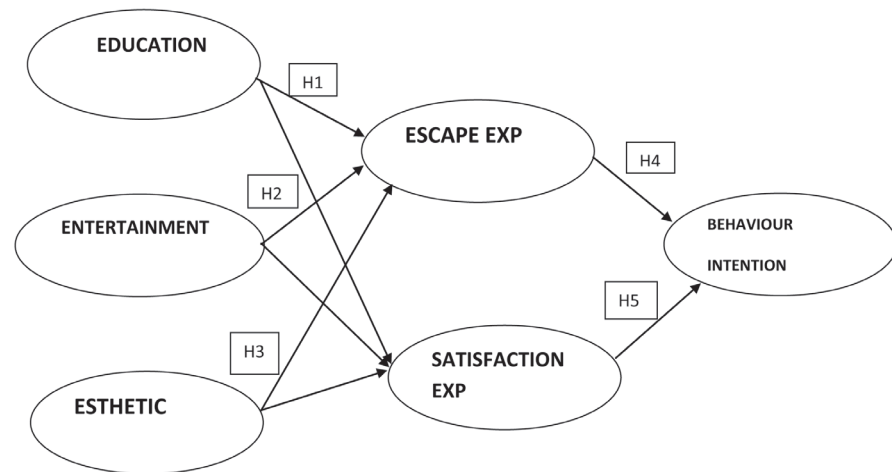 EDUCATION
H1
ESCAPE EXP
H4
H2
ENTERTAINMENT
BEHAVIOUR
INTENTION
H5
H3
SATISFACTION
EXP
ESTHETIC